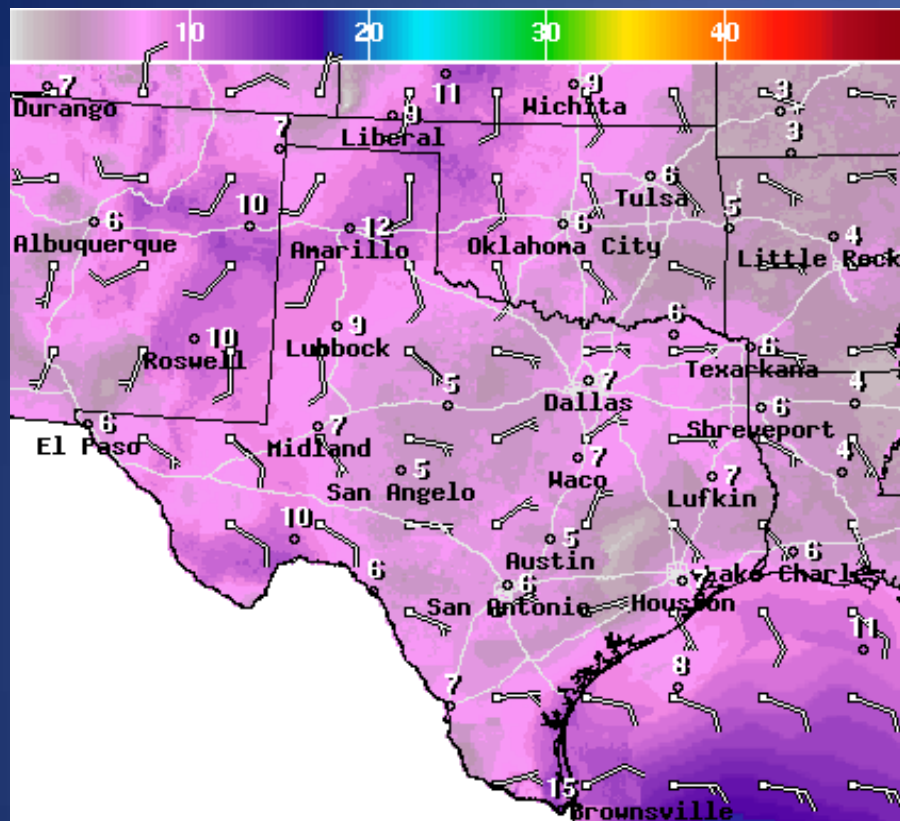 10 20 30 40
7 11 9 3
Durango Wichita
9
Liberal
7 3
6
Tulsa
6 10 12 6 5 4
Albuquerque Amarillo Oklahoma City Little Rock
10 9 6
Roswell Lubbock 6
Texarkana
7 5 4
Dallas
6 7 6
El Paso Midland Shreveport
5 7 7 4
San Angelo Waco Lufkin
10 5 6
Austin
6 6 7 Lake Charles
San Antonio Houston
11
8
7
15
Brownsville